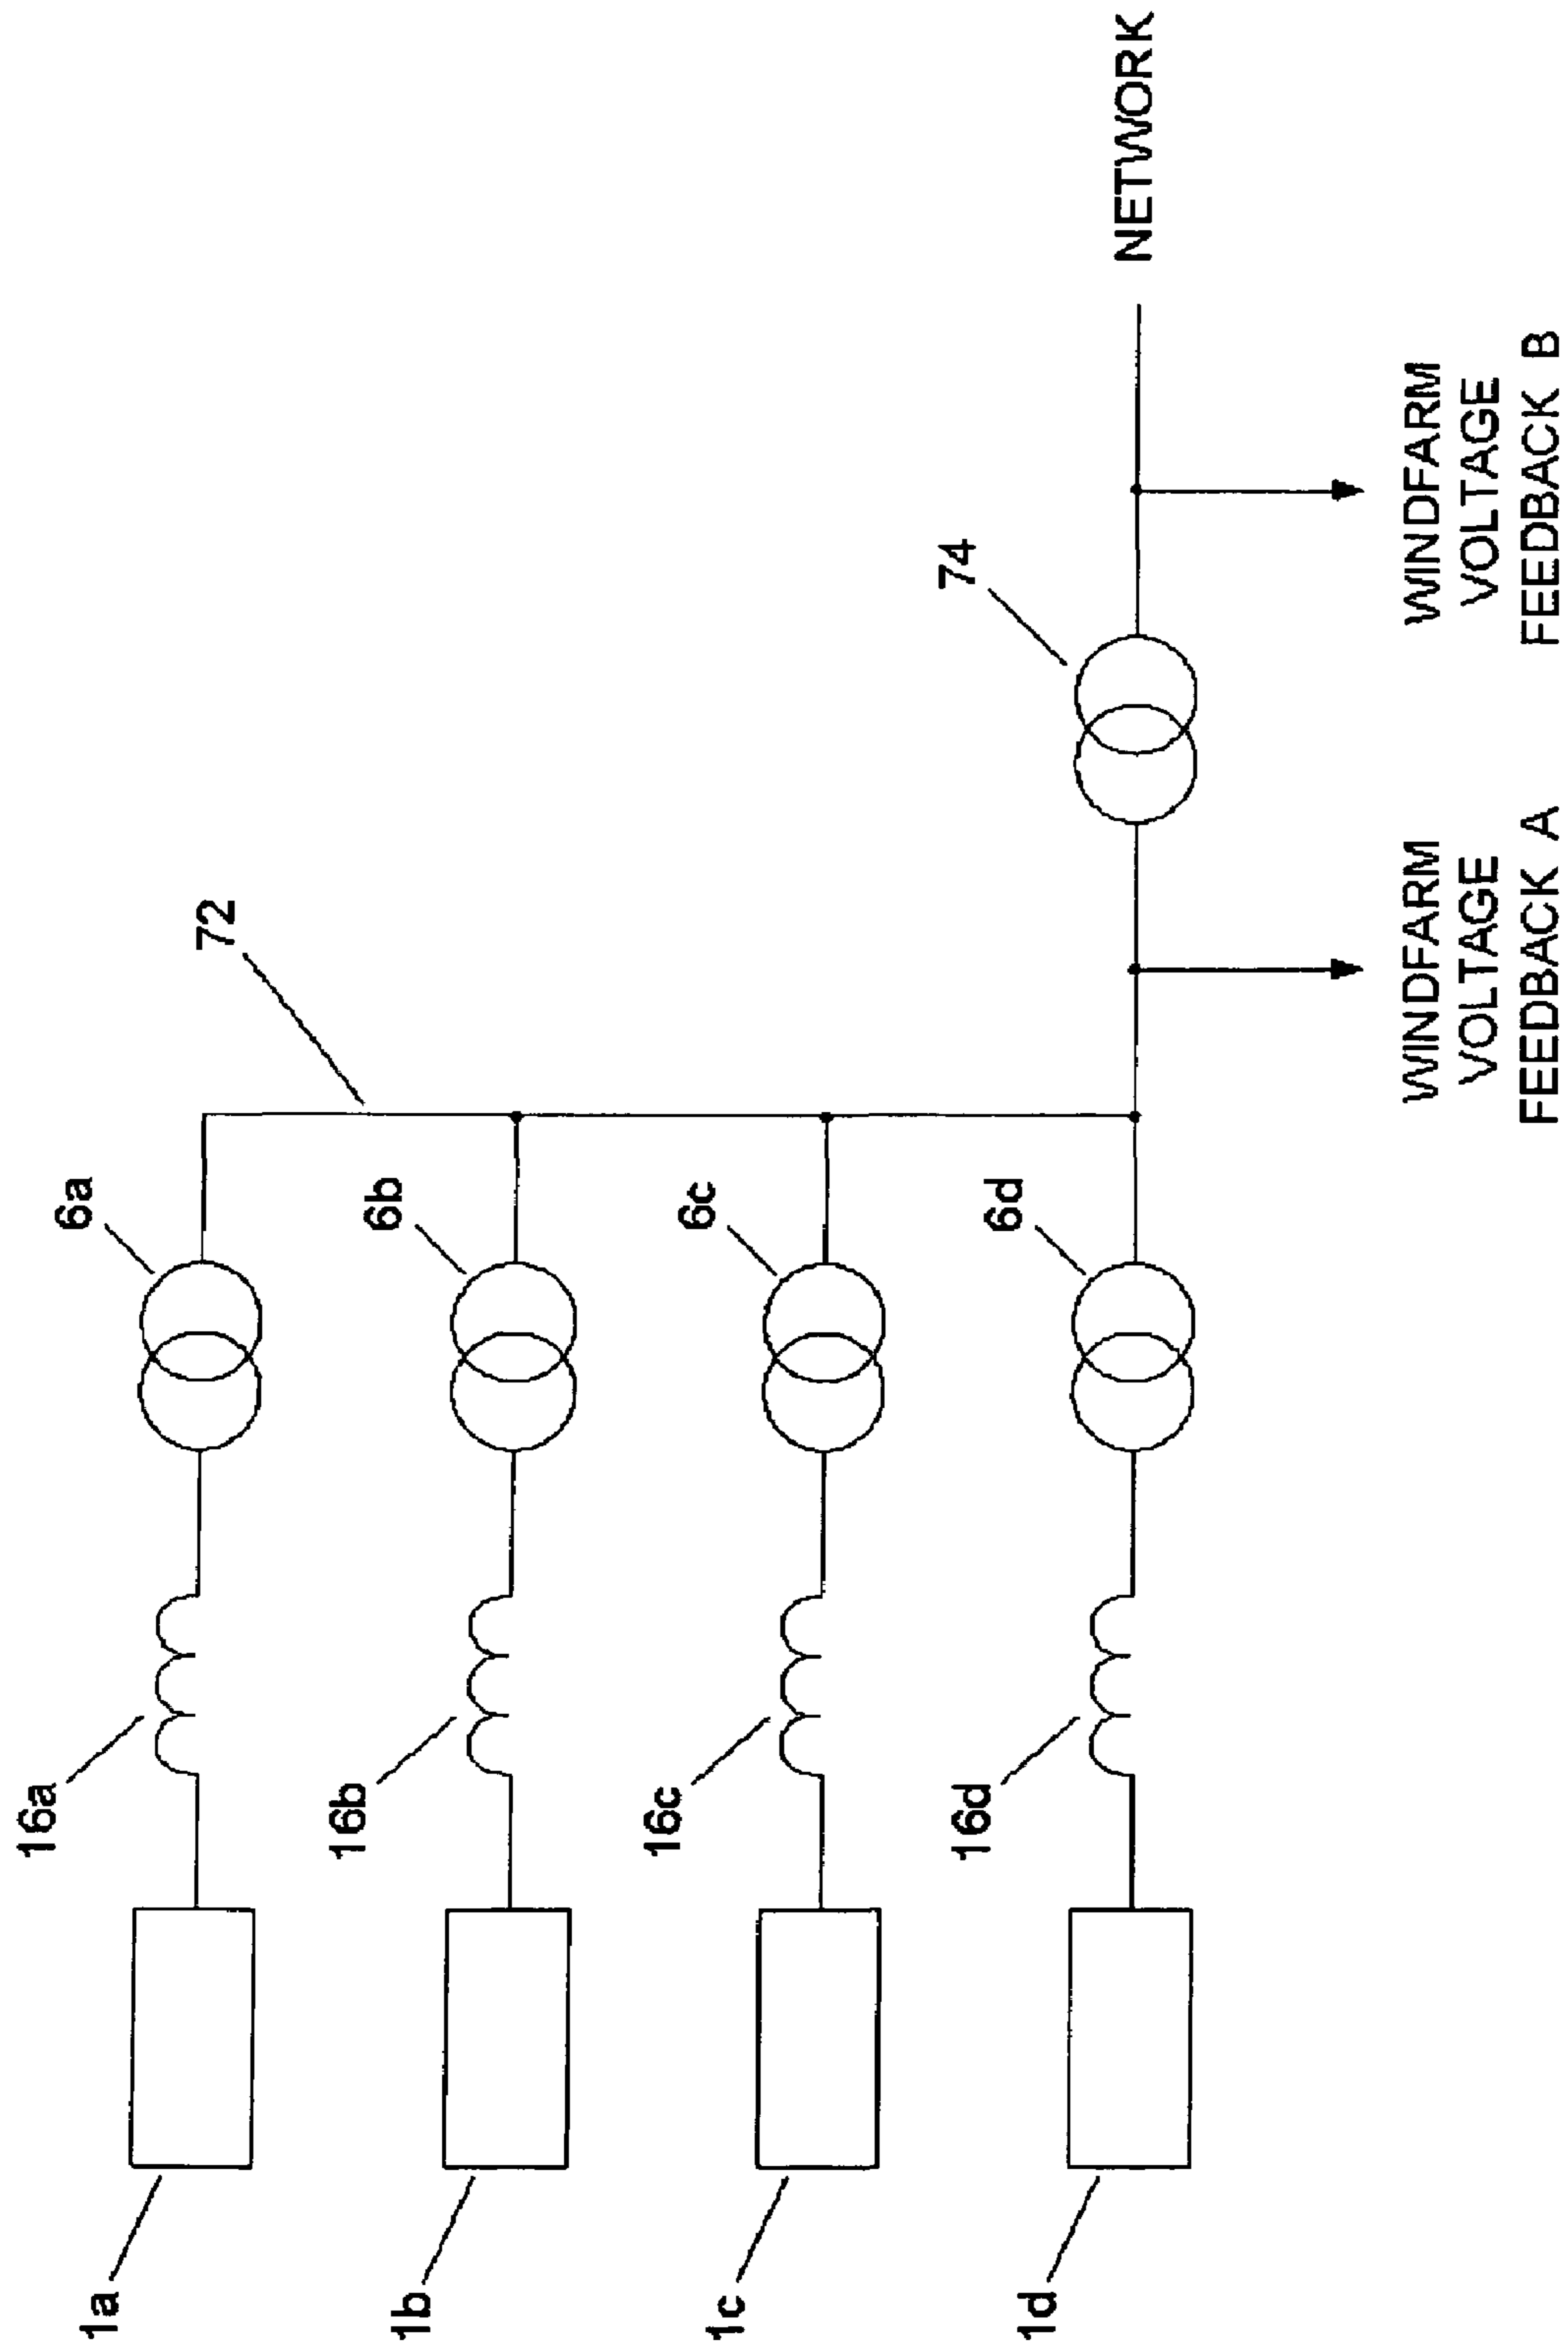 1a
16a
6a
72
1b
16b
6b
1c
16c
6c
74
1d
16d
6d
NETWORK
WINDFARM
VOLTAGE
FEEDBACK A
WINDFARM
VOLTAGE
FEEDBACK B